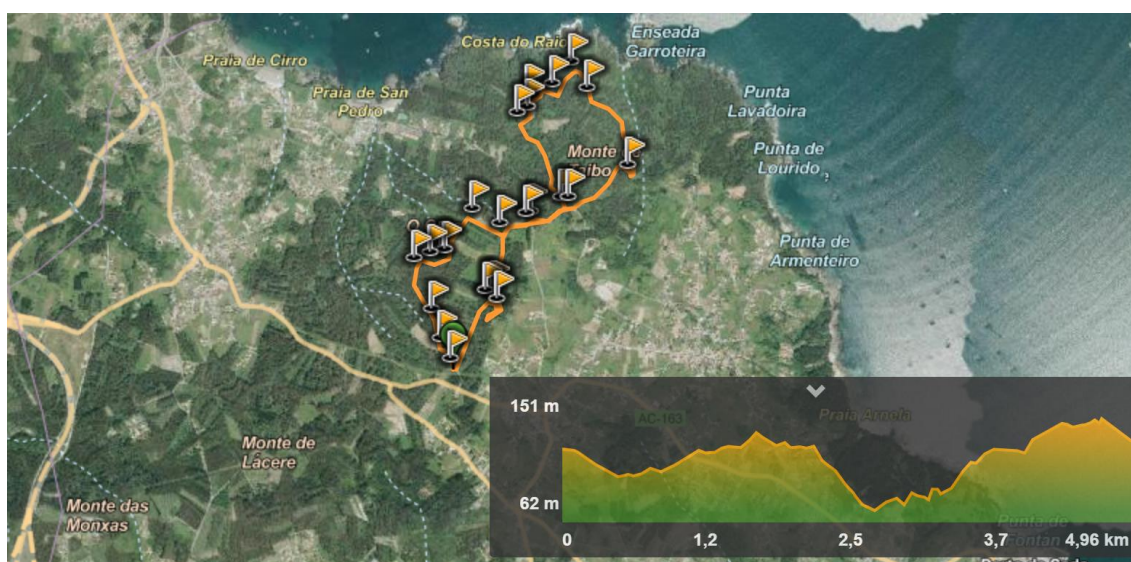 Costa do Raio
Enseada
Garroteira
Praia de Cirro
Praia de San
Pedro
Punta
Lavadoira
Monte
Punta de
Lourido
Punta de
Armenteiro
Monte de
Lácere
Monte das
Monxas
151 m
AC-163
Praia Arnela
62 m
Punta de
Fontan
0
1,2
2,5
3,7
4,96 km